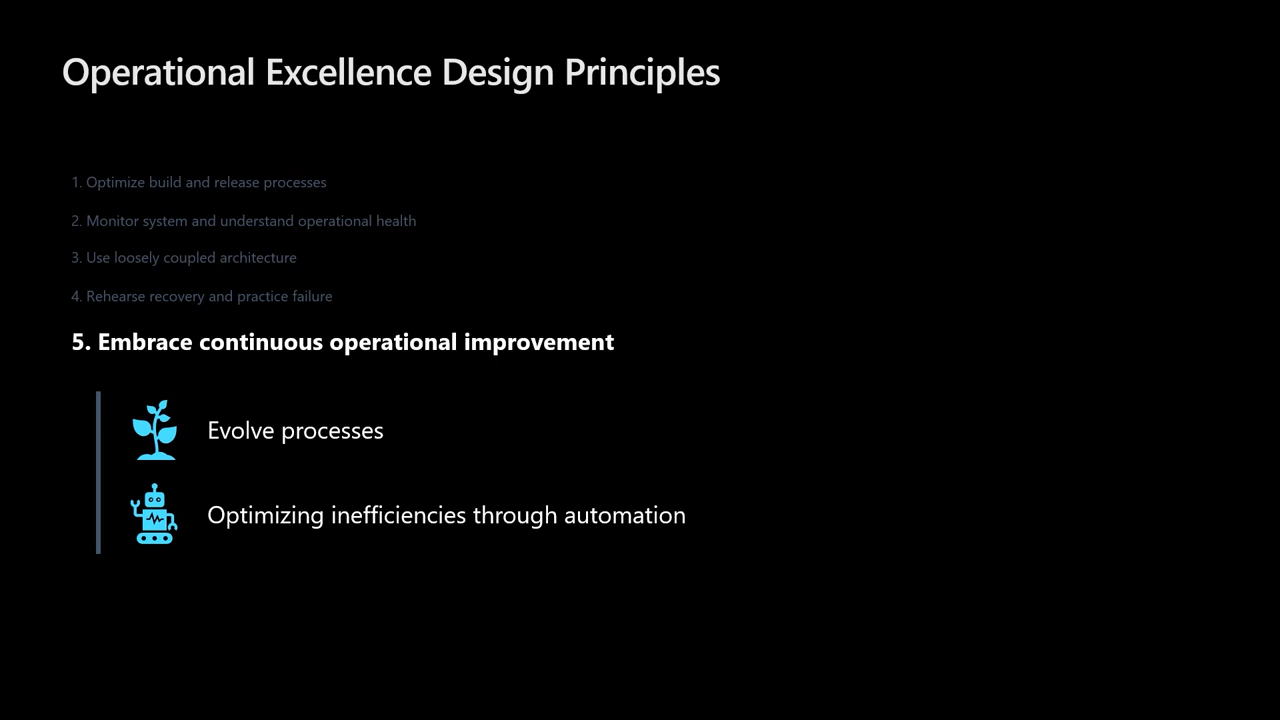 Operational Excellence Design Principles
1. Optimize build and release processes
2. Monitor system and understand operational health
3. Use loosely coupled architecture
4. Rehearse recovery and practice failure
5. Embrace continuous operational improvement
Evolve processes
Optimizing inefficiencies through automation